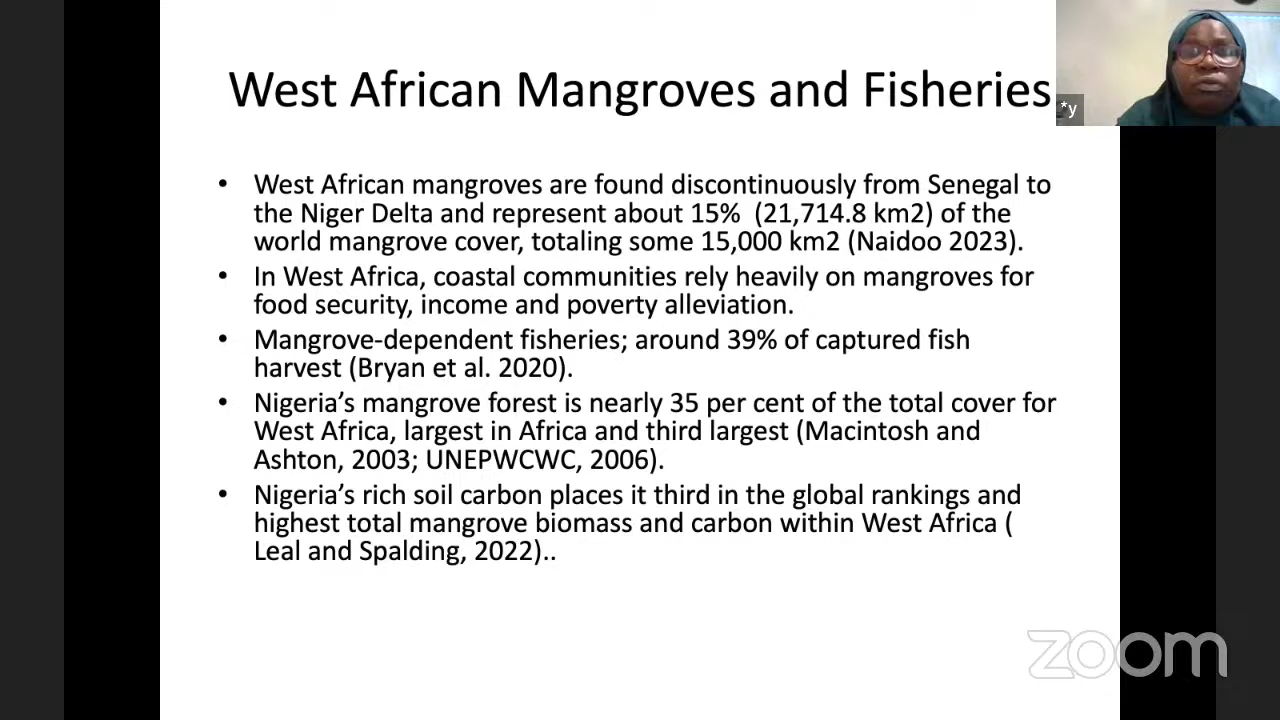 West African Mangroves and Fisheries
*y
• West African mangroves are found discontinuously from Senegal to
the Niger Delta and represent about 15%  (21,714.8 km2) of the
world mangrove cover, totaling some 15,000 km2 (Naidoo 2023).
• In West Africa, coastal communities rely heavily on mangroves for
food security, income and poverty alleviation.
• Mangrove-dependent fisheries; around 39% of captured fish
harvest (Bryan et al. 2020).
• Nigeria’s mangrove forest is nearly 35 per cent of the total cover for
West Africa, largest in Africa and third largest (Macintosh and
Ashton, 2003; UNEPWCWC, 2006).
• Nigeria’s rich soil carbon places it third in the global rankings and
highest total mangrove biomass and carbon within West Africa (
Leal and Spalding, 2022)..
zoom